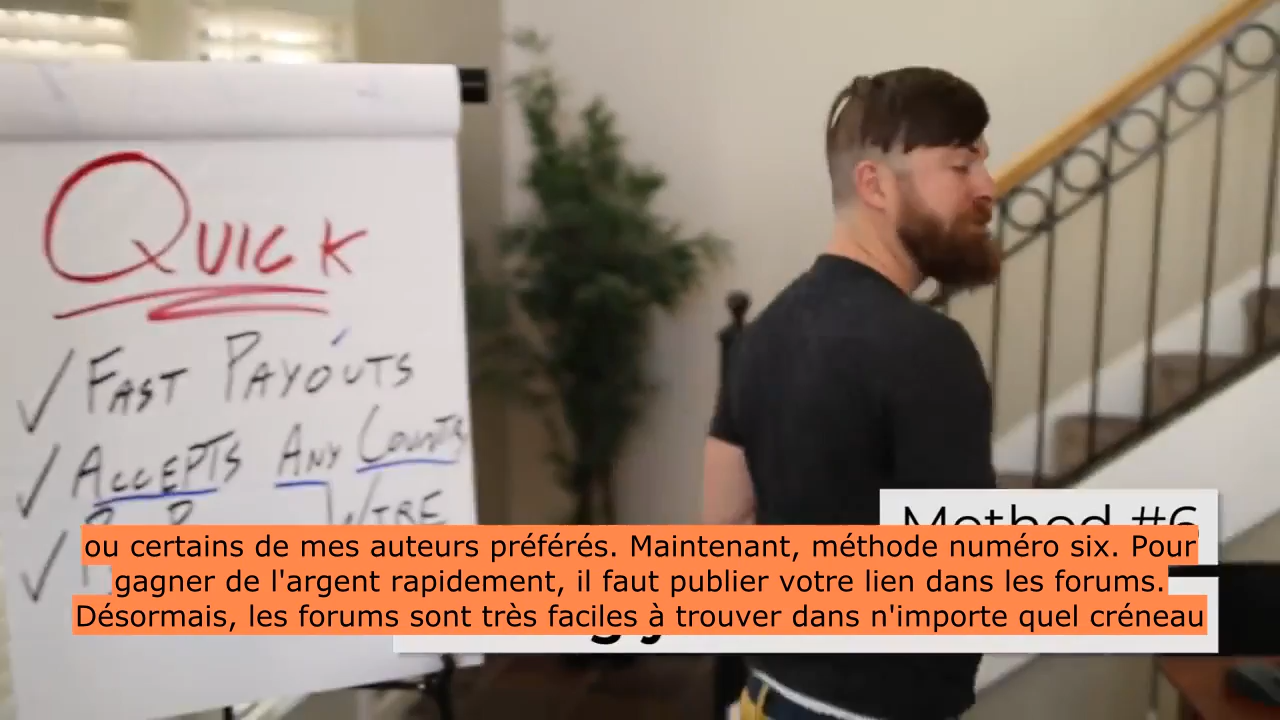 QUICK
✓ FAST PAYOUTS
✓ ACCEPTS ANY
WIRE
✓
Method #6
ou certains de mes auteurs préférés. Maintenant, méthode numéro six. Pour
gagner de l'argent rapidement, il faut publier votre lien dans les forums.
Désormais, les forums sont très faciles à trouver dans n'importe quel créneau